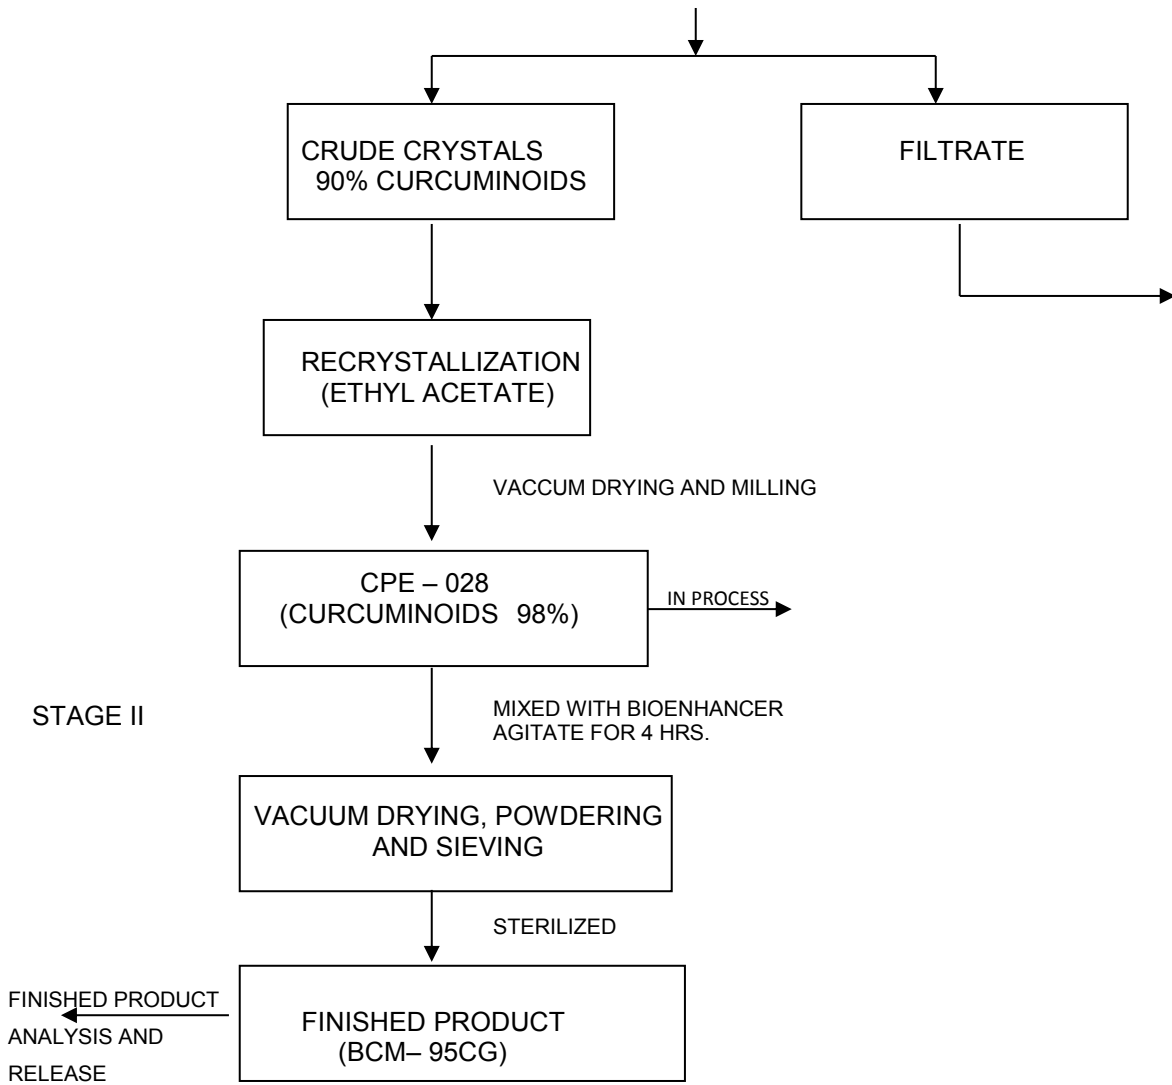 CRUDE CRYSTALS
90% CURCUMINOIDS
FILTRATE
RECRYSTALLIZATION
(ETHYL ACETATE)
VACCUM DRYING AND MILLING
CPE – 028
(CURCUMINOIDS 98%)
IN PROCESS
STAGE II
MIXED WITH BIOENHANCER
AGITATE FOR 4 HRS.
VACUUM DRYING, POWDERING
AND SIEVING
STERILIZED
FINISHED PRODUCT
ANALYSIS AND
RELEASE
FINISHED PRODUCT
(BCM– 95CG)